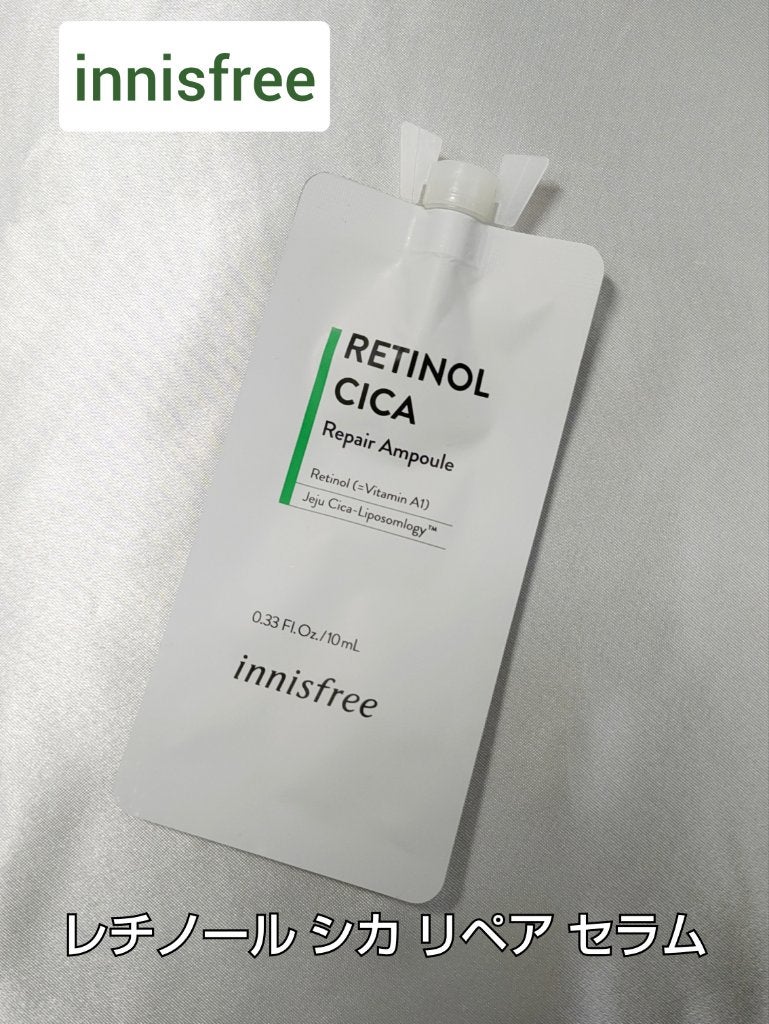 innisfree
RETINOL
CICA
Repair Ampoule
Retinol (=Vitamin A1)
Jeju Cica-Liposomlogy™
0.33 Fl.Oz./10mL
innisfree
レチノール シカ リペア セラム